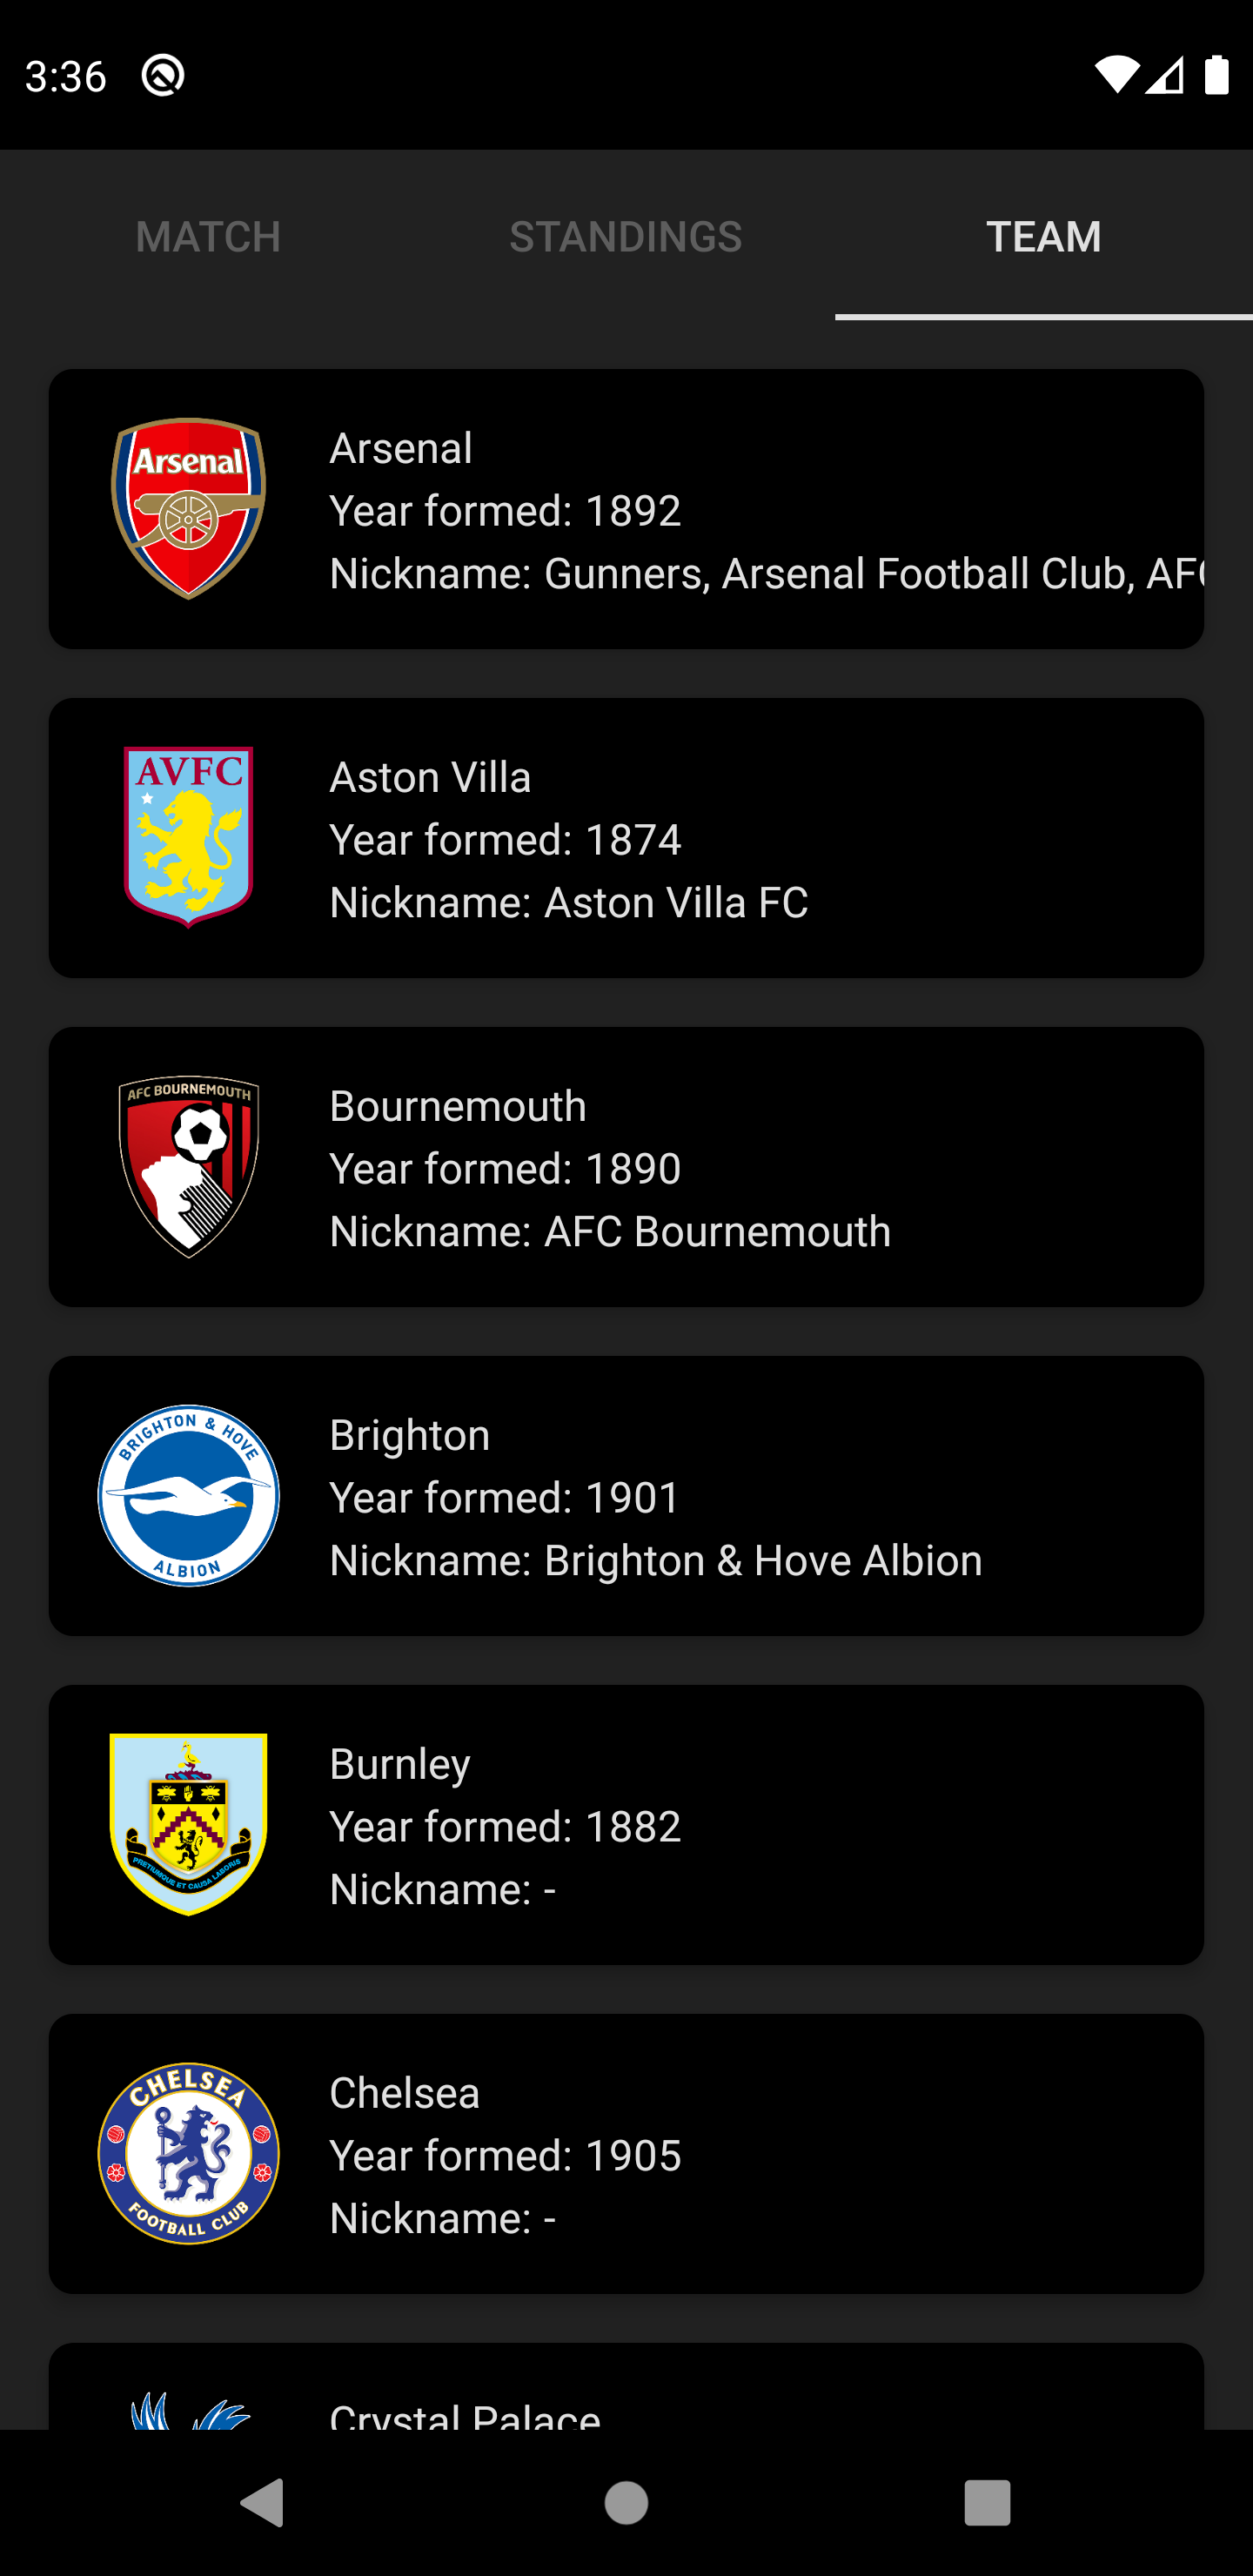 3:36
MATCH STANDINGS TEAM
Arsenal
Arsenal
Year formed: 1892
Nickname: Gunners, Arsenal Football Club, AFC
AVFC
Aston Villa
Year formed: 1874
Nickname: Aston Villa FC
AFC BOURNEMOUTH
Bournemouth
Year formed: 1890
Nickname: AFC Bournemouth
BRIGHTON & HOVE
ALBION
Brighton
Year formed: 1901
Nickname: Brighton & Hove Albion
PRETIUMQUE ET CAUSA LABORIS
Burnley
Year formed: 1882
Nickname: -
CHELSEA
FOOTBALL CLUB
Chelsea
Year formed: 1905
Nickname: -
Crystal Palace